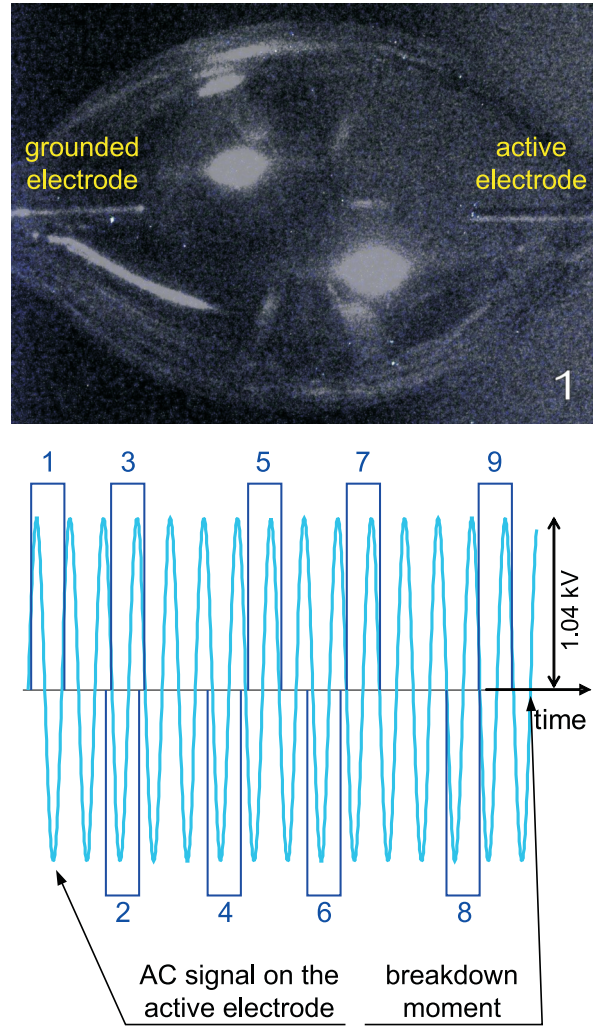 grounded
electrode
active
electrode
1
1
3
5
7
9
1.04 kV
time
2
4
6
8
AC signal on the
active electrode
breakdown
moment